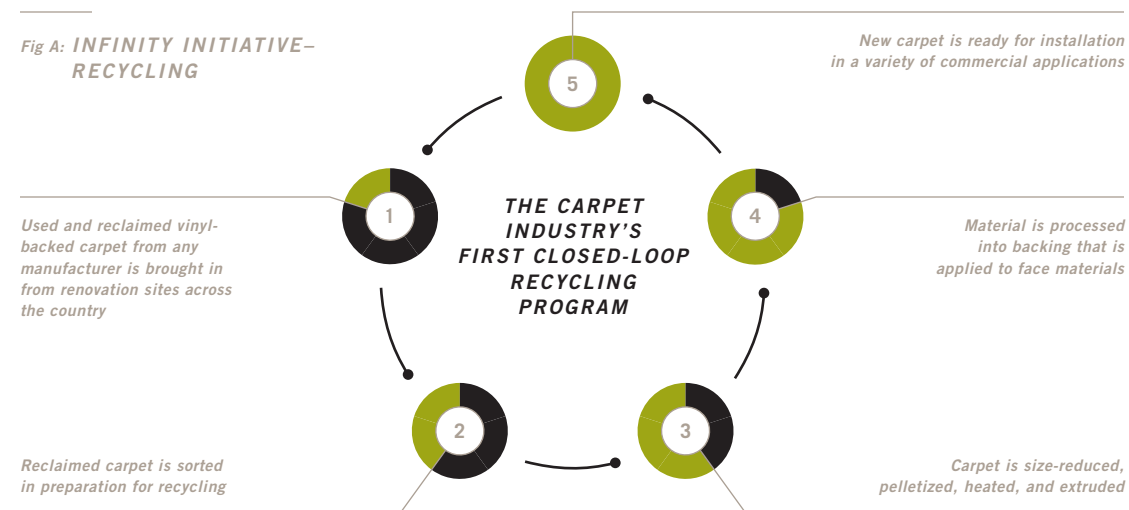 Fig A: INFINITY INITIATIVE–
RECYCLING
5
New carpet is ready for installation
in a variety of commercial applications
1
Used and reclaimed vinyl-
backed carpet from any
manufacturer is brought in
from renovation sites across
the country
THE CARPET
INDUSTRY'S
FIRST CLOSED-LOOP
RECYCLING
PROGRAM
4
Material is processed
into backing that is
applied to face materials
2
Reclaimed carpet is sorted
in preparation for recycling
3
Carpet is size-reduced,
pelletized, heated, and extruded